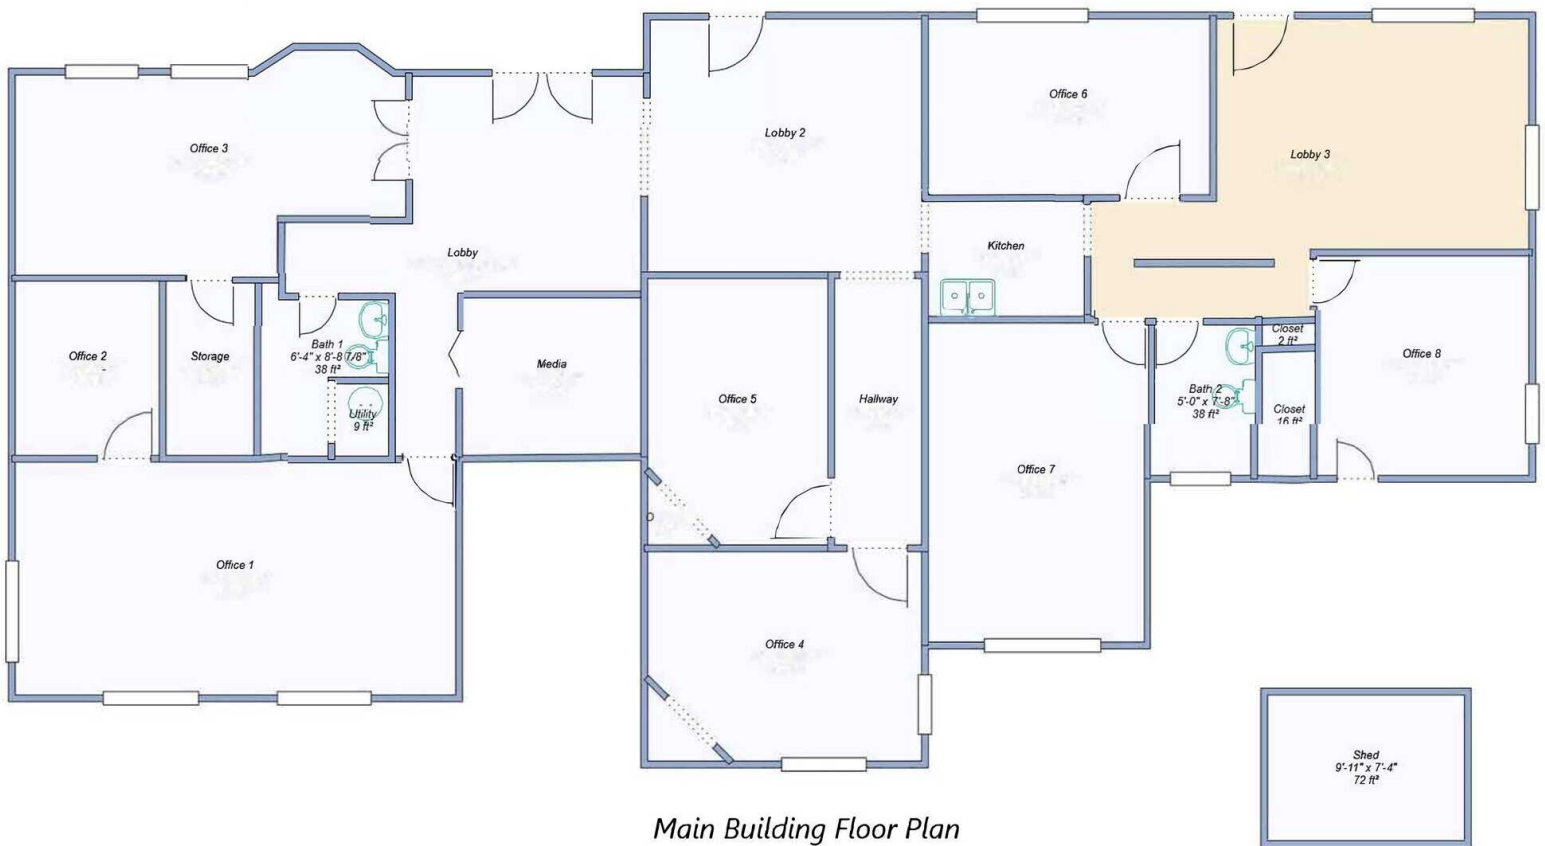 Office 3
Lobby
Lobby 2
Office 6
Lobby 3
Kitchen
Office 2
Storage
Bath 1
6'-4" x 8'-8 7/8"
38 ft²
Utility
9 ft²
Media
Office 5
Hallway
Office 7
Bath 2
5'-0" x 7'-8"
38 ft²
Closet
2 ft²
Closet
16 ft²
Office 8
Office 1
Office 4
Shed
9'-11" x 7'-4"
72 ft²
Main Building Floor Plan